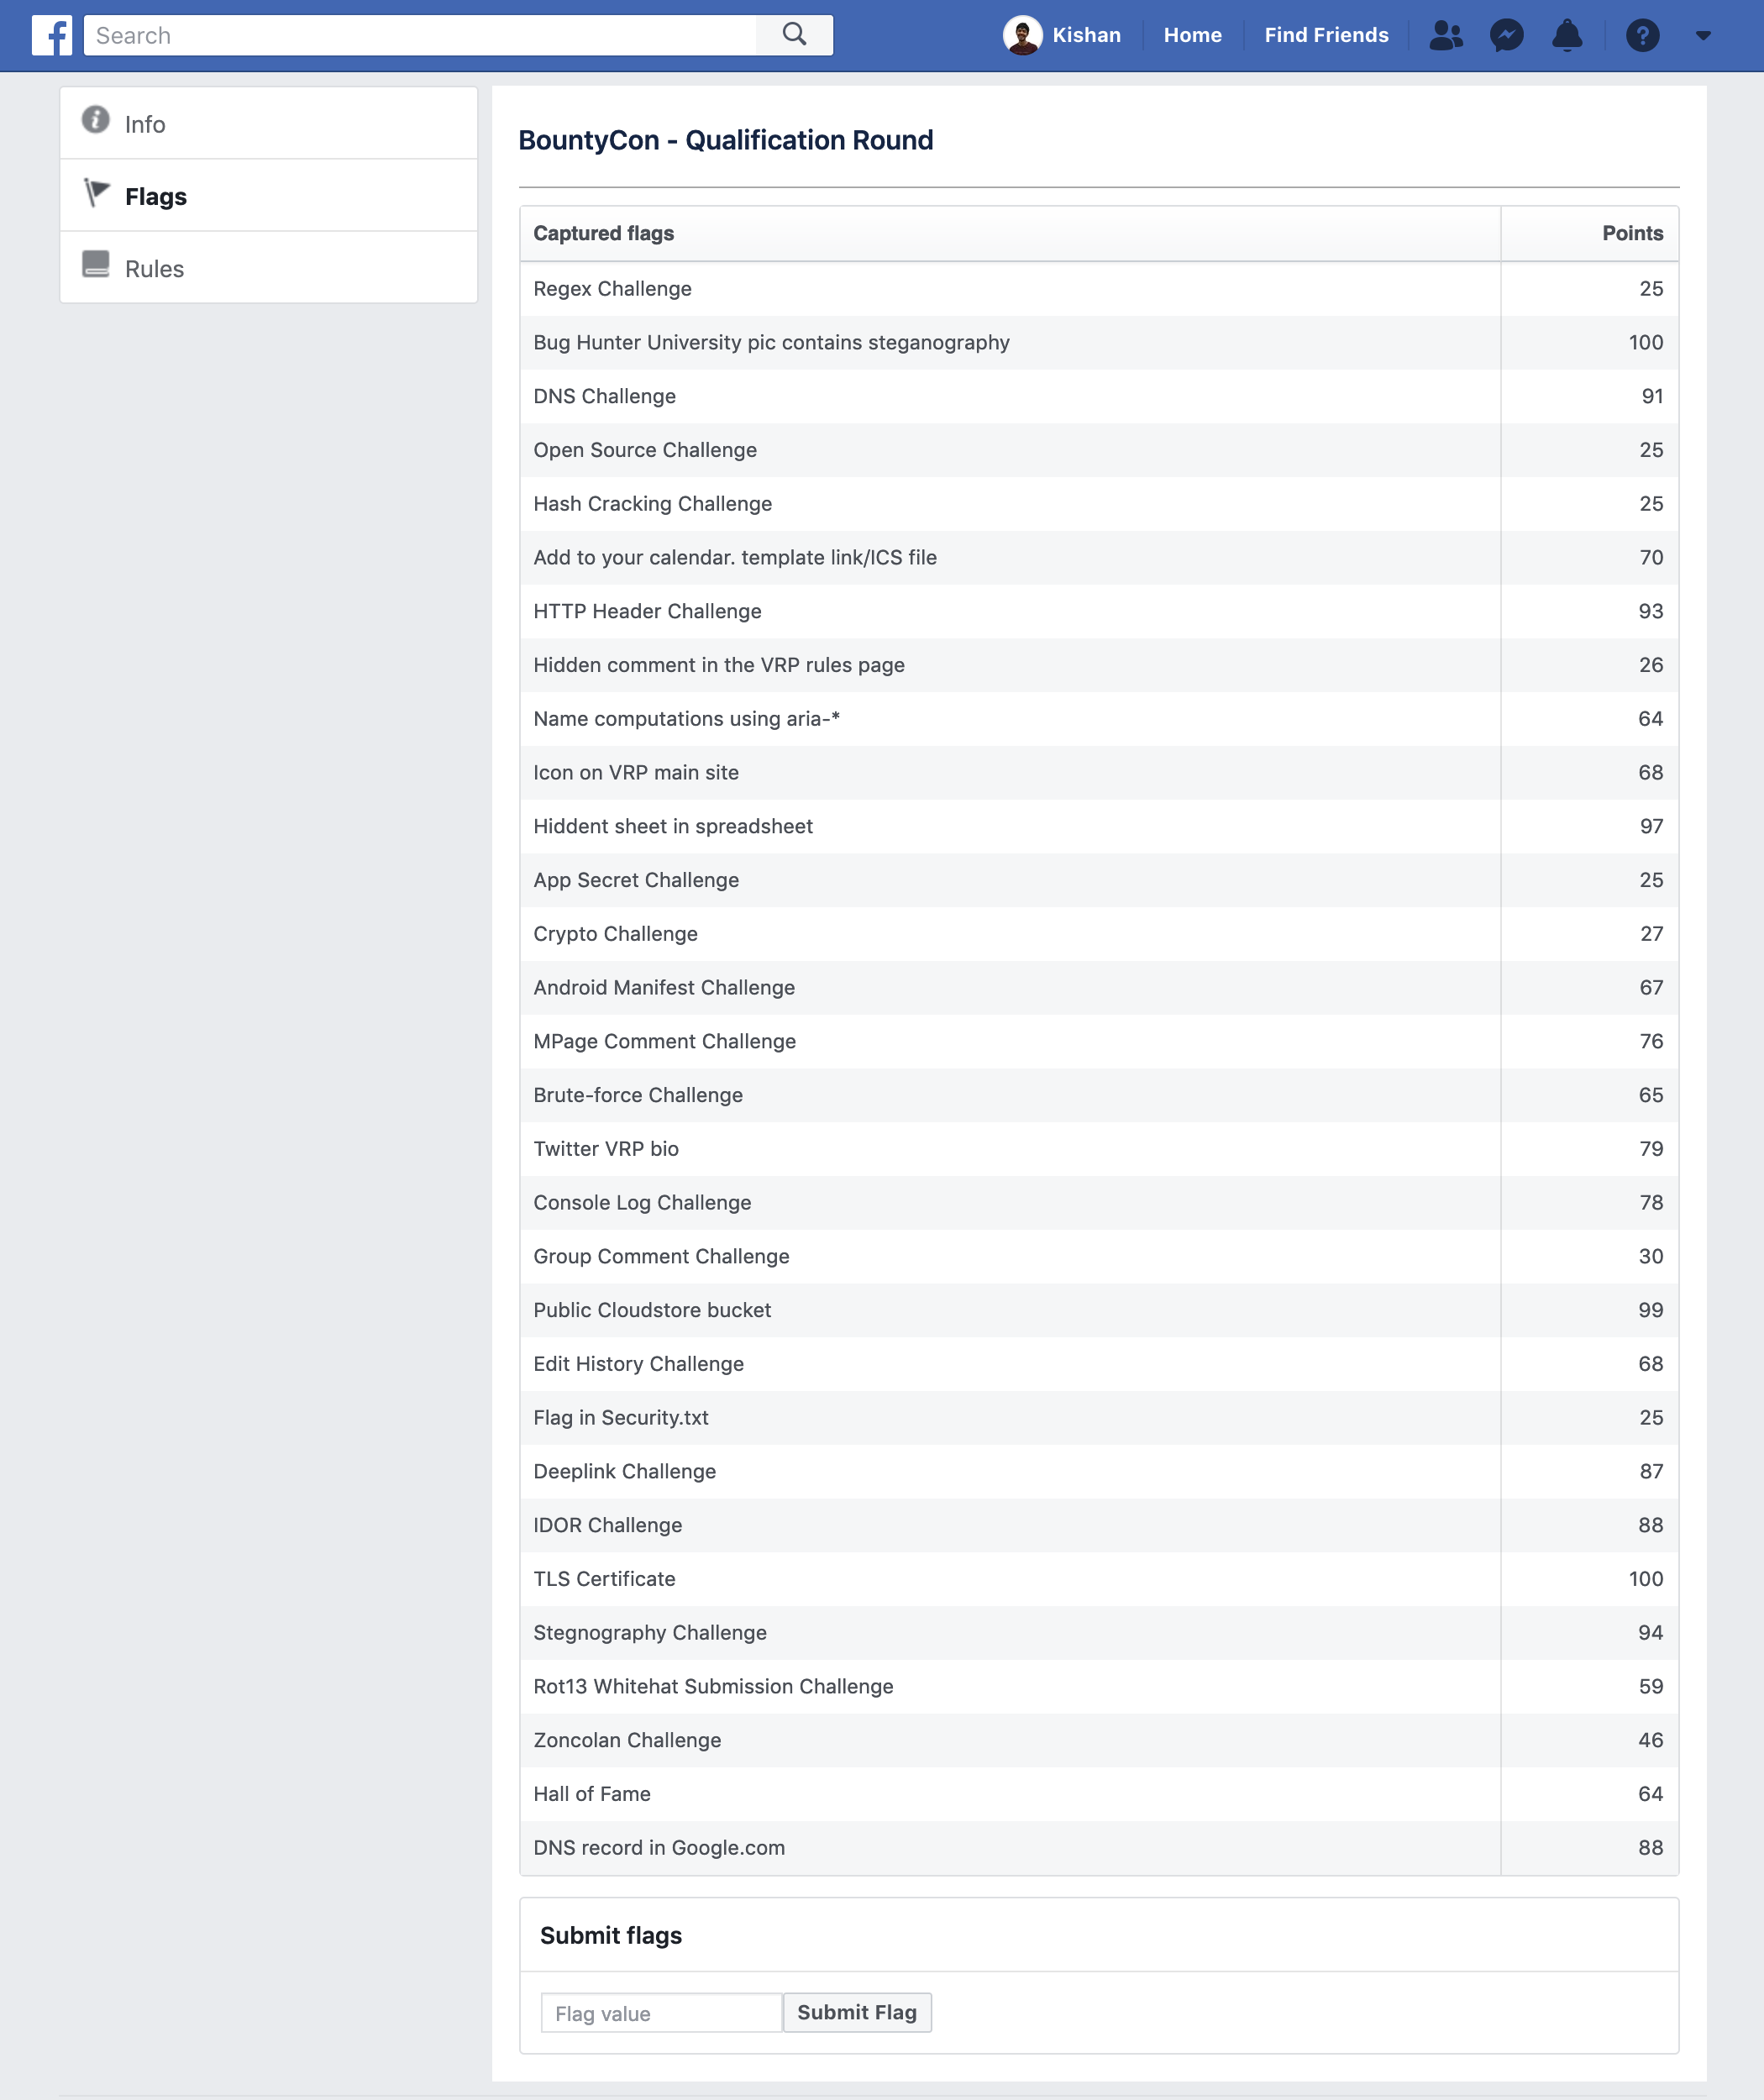 f Search Kishan Home Find Friends ?
Info
Flags
Rules
BountyCon - Qualification Round
Captured flags Points
Regex Challenge 25
Bug Hunter University pic contains steganography 100
DNS Challenge 91
Open Source Challenge 25
Hash Cracking Challenge 25
Add to your calendar. template link/ICS file 70
HTTP Header Challenge 93
Hidden comment in the VRP rules page 26
Name computations using aria-* 64
Icon on VRP main site 68
Hiddent sheet in spreadsheet 97
App Secret Challenge 25
Crypto Challenge 27
Android Manifest Challenge 67
MPage Comment Challenge 76
Brute-force Challenge 65
Twitter VRP bio 79
Console Log Challenge 78
Group Comment Challenge 30
Public Cloudstore bucket 99
Edit History Challenge 68
Flag in Security.txt 25
Deeplink Challenge 87
IDOR Challenge 88
TLS Certificate 100
Stegnography Challenge 94
Rot13 Whitehat Submission Challenge 59
Zoncolan Challenge 46
Hall of Fame 64
DNS record in Google.com 88
Submit flags
Flag value Submit Flag